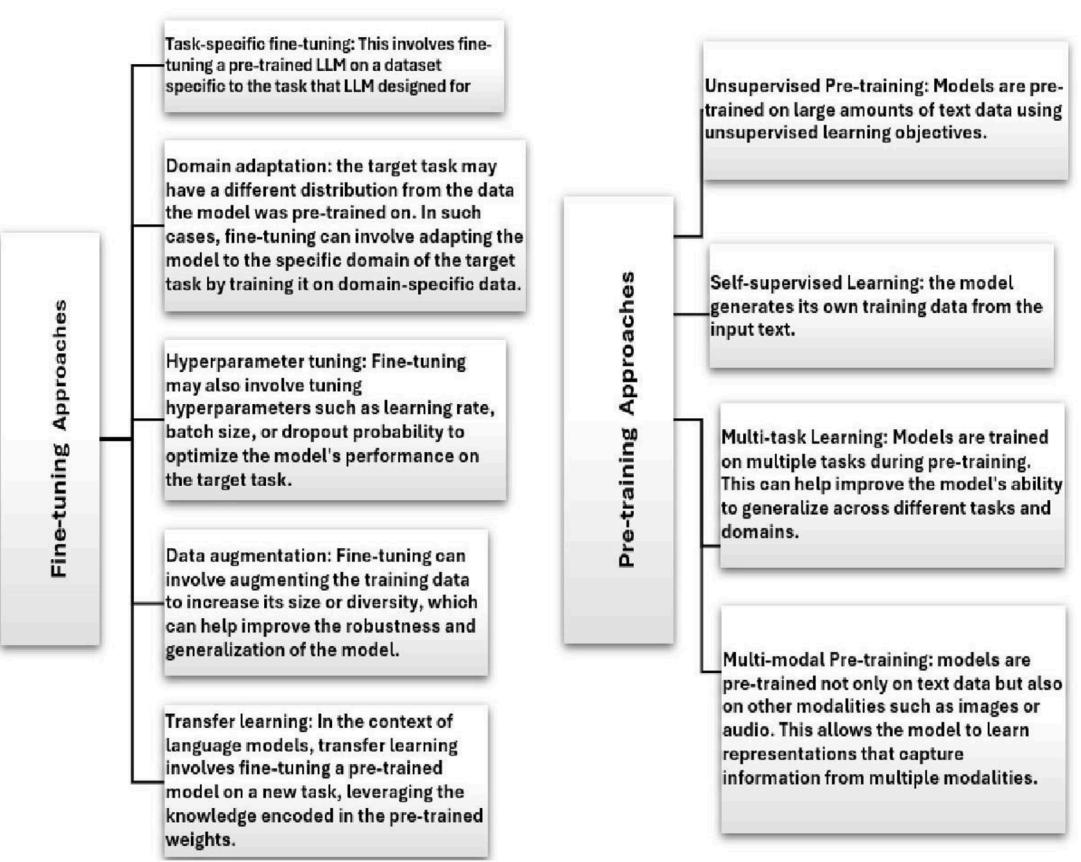 Fine-tuning Approaches
Task-specific fine-tuning: This involves fine-
tuning a pre-trained LLM on a dataset
specific to the task that LLM designed for
Domain adaptation: the target task may
have a different distribution from the data
the model was pre-trained on. In such
cases, fine-tuning can involve adapting the
model to the specific domain of the target
task by training it on domain-specific data.
Hyperparameter tuning: Fine-tuning
may also involve tuning
hyperparameters such as learning rate,
batch size, or dropout probability to
optimize the model's performance on
the target task.
Data augmentation: Fine-tuning can
involve augmenting the training data
to increase its size or diversity, which
can help improve the robustness and
generalization of the model.
Transfer learning: In the context of
language models, transfer learning
involves fine-tuning a pre-trained
model on a new task, leveraging the
knowledge encoded in the pre-trained
weights.
Pre-training Approaches
Unsupervised Pre-training: Models are pre-
trained on large amounts of text data using
unsupervised learning objectives.
Self-supervised Learning: the model
generates its own training data from the
input text.
Multi-task Learning: Models are trained
on multiple tasks during pre-training.
This can help improve the model's ability
to generalize across different tasks and
domains.
Multi-modal Pre-training: models are
pre-trained not only on text data but also
on other modalities such as images or
audio. This allows the model to learn
representations that capture
information from multiple modalities.